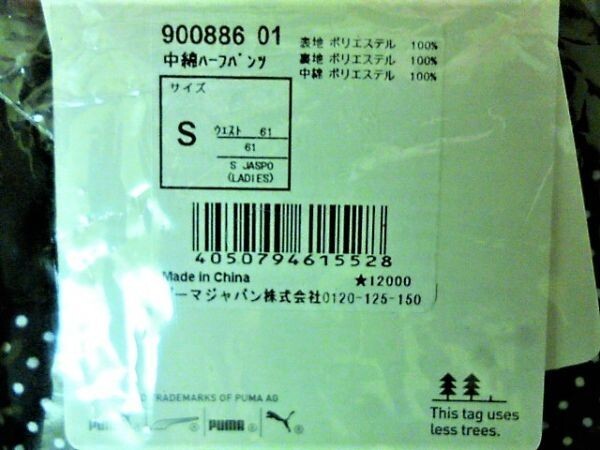 900886 01
中綿ハーフパンツ
表地 ポリエステル 100%
裏地 ポリエステル 100%
中綿 ポリエステル 100%
サイズ
S
ウエスト 61
61
S JASPO
(LADIES)
4050794615528
Made in China
★12000
プーマジャパン株式会社0120-125-150
TRADEMARKS OF PUMA AG
PUMA ® ® PUMA ® ®
This tag uses
less trees.